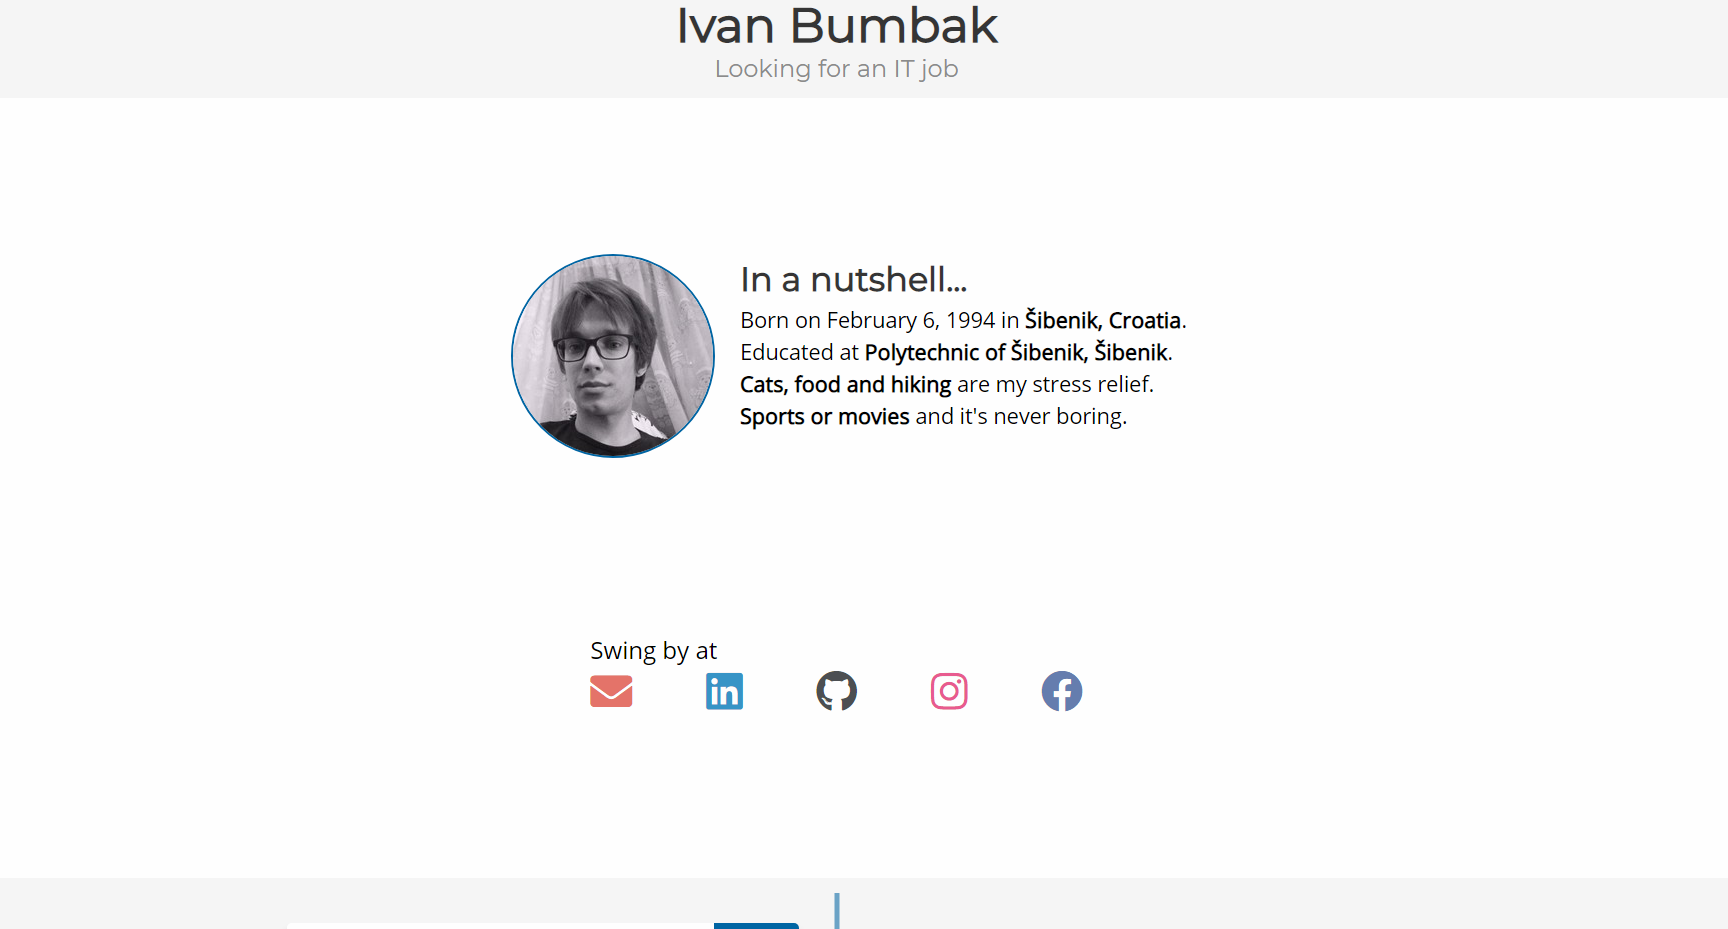 Ivan Bumbak
Looking for an IT job
In a nutshell...
Born on February 6, 1994 in Šibenik, Croatia.
Educated at Polytechnic of Šibenik, Šibenik.
Cats, food and hiking are my stress relief.
Sports or movies and it's never boring.
Swing by at